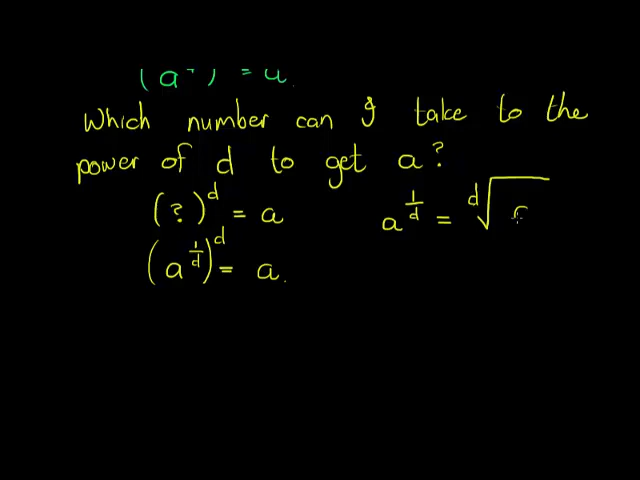 Which number can I take to the
power of d to get a?
(?)^d = a
a^(1/d) = d√
(a^(1/d))^d = a.